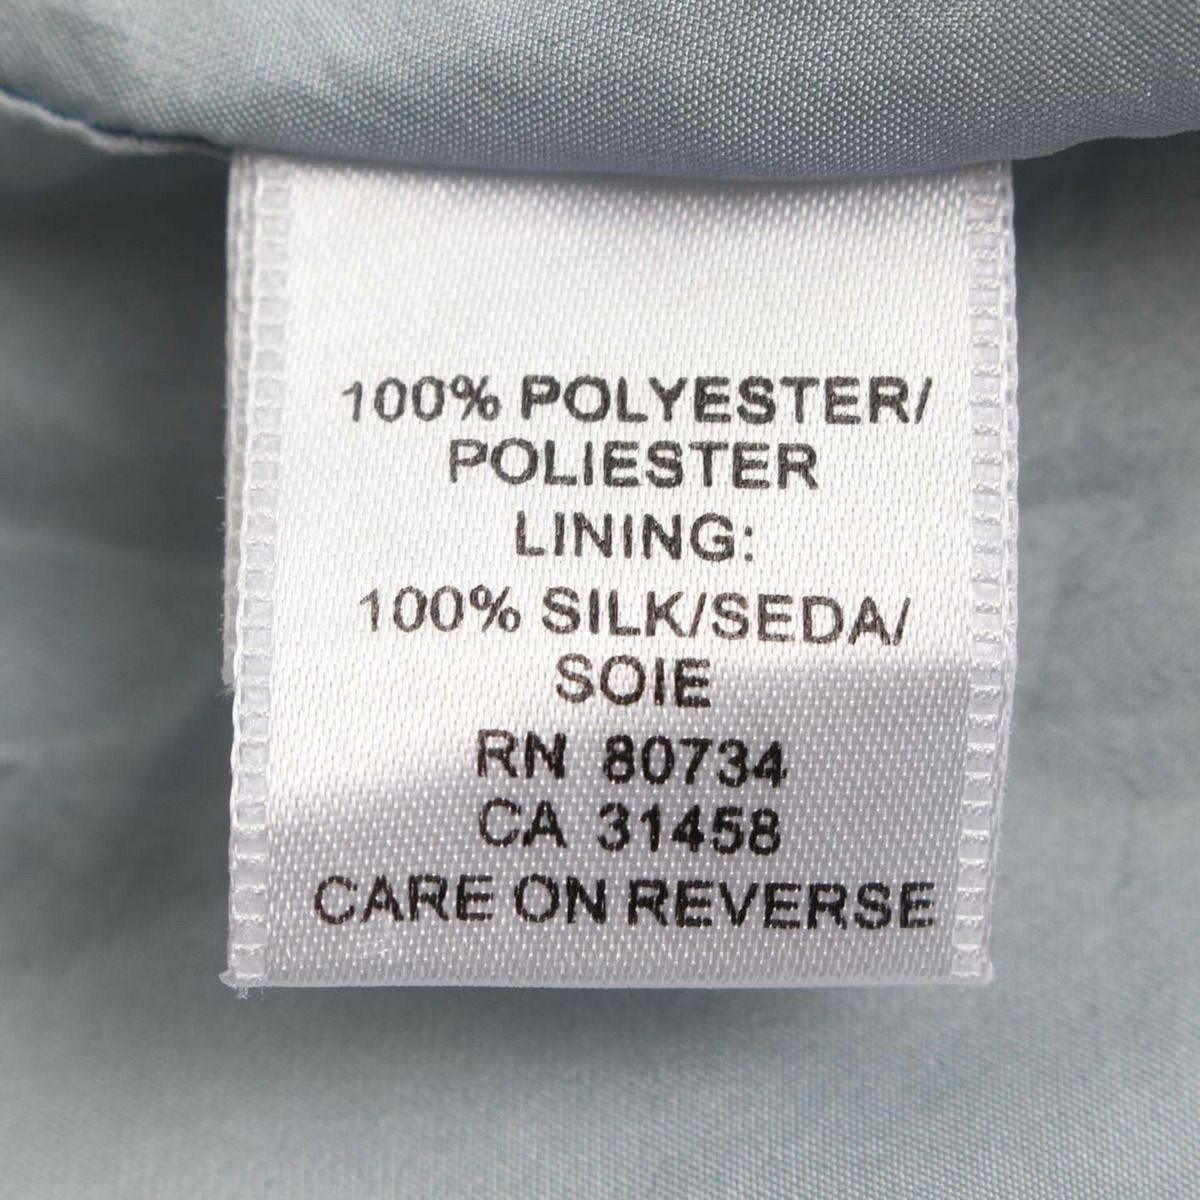 100% POLYESTER/
POLIESTER
LINING:
100% SILK/SEDA/
SOIE
RN 80734
CA 31458
CARE ON REVERSE